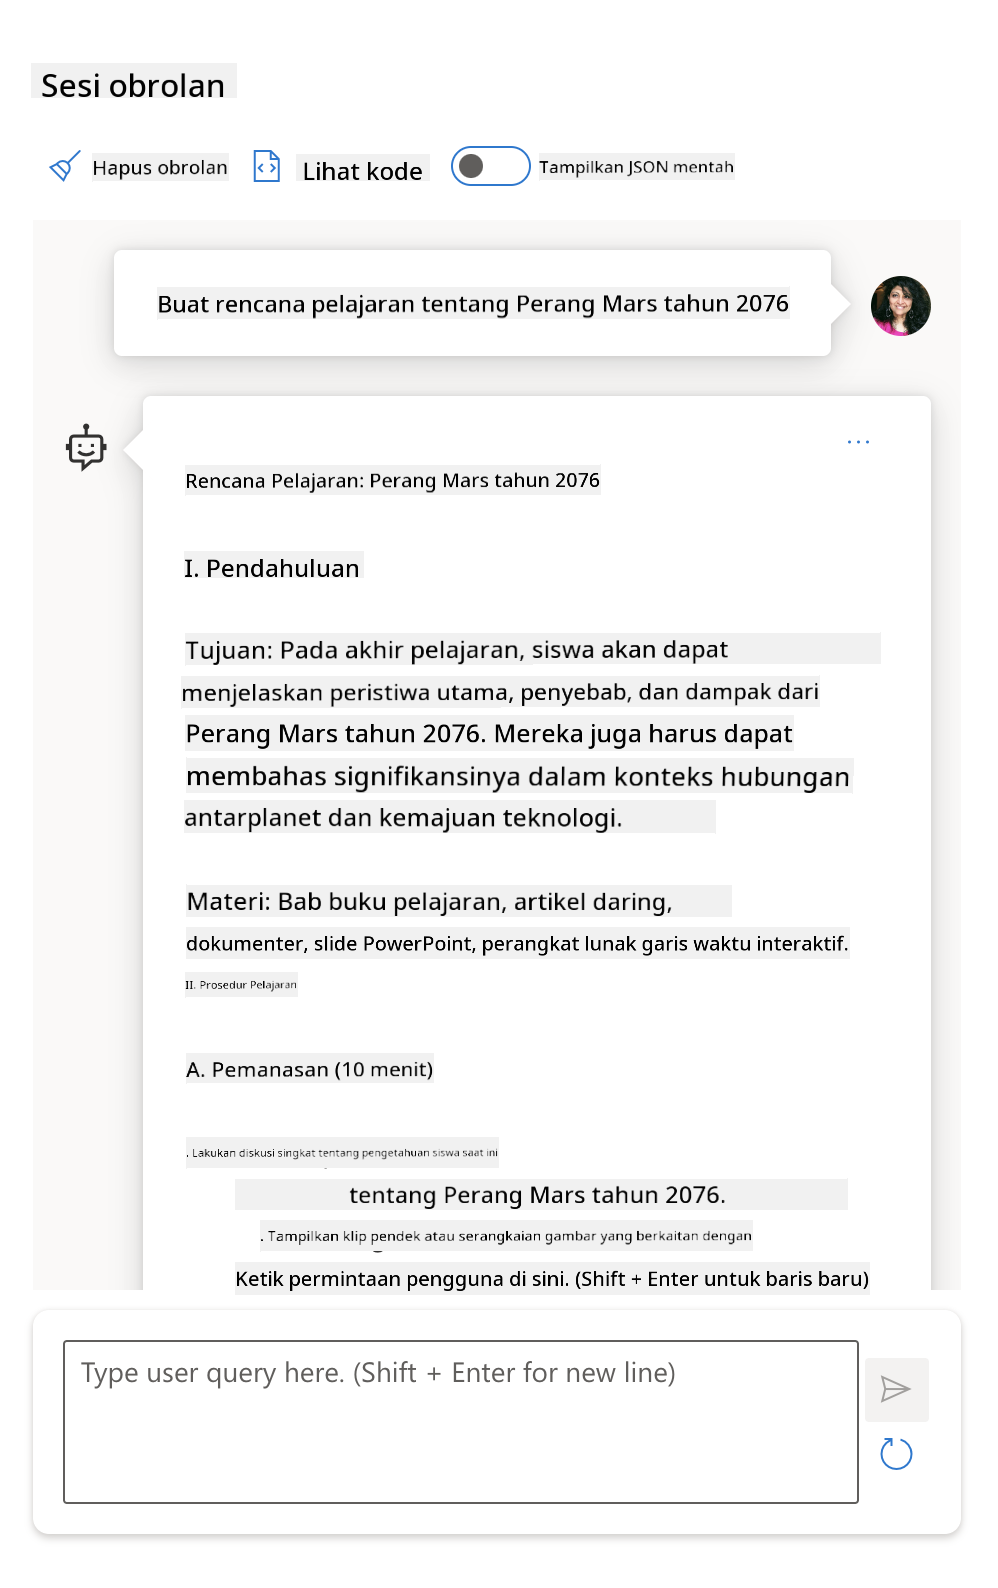 Sesi obrolan
Hapus obrolan
Lihat kode
Tampilkan JSON mentah
Buat rencana pelajaran tentang Perang Mars tahun 2076
Rencana Pelajaran: Perang Mars tahun 2076
I. Pendahuluan
Tujuan: Pada akhir pelajaran, siswa akan dapat
menjelaskan peristiwa utama, penyebab, dan dampak dari
Perang Mars tahun 2076. Mereka juga harus dapat
membahas signifikansinya dalam konteks hubungan
antarplanet dan kemajuan teknologi.
Materi: Bab buku pelajaran, artikel daring,
dokumenter, slide PowerPoint, perangkat lunak garis waktu interaktif.
II. Prosedur Pelajaran
A. Pemanasan (10 menit)
. Lakukan diskusi singkat tentang pengetahuan siswa saat ini
tentang Perang Mars tahun 2076.
. Tampilkan klip pendek atau serangkaian gambar yang berkaitan dengan
Ketik permintaan pengguna di sini. (Shift + Enter untuk baris baru)
Type user query here. (Shift + Enter for new line)